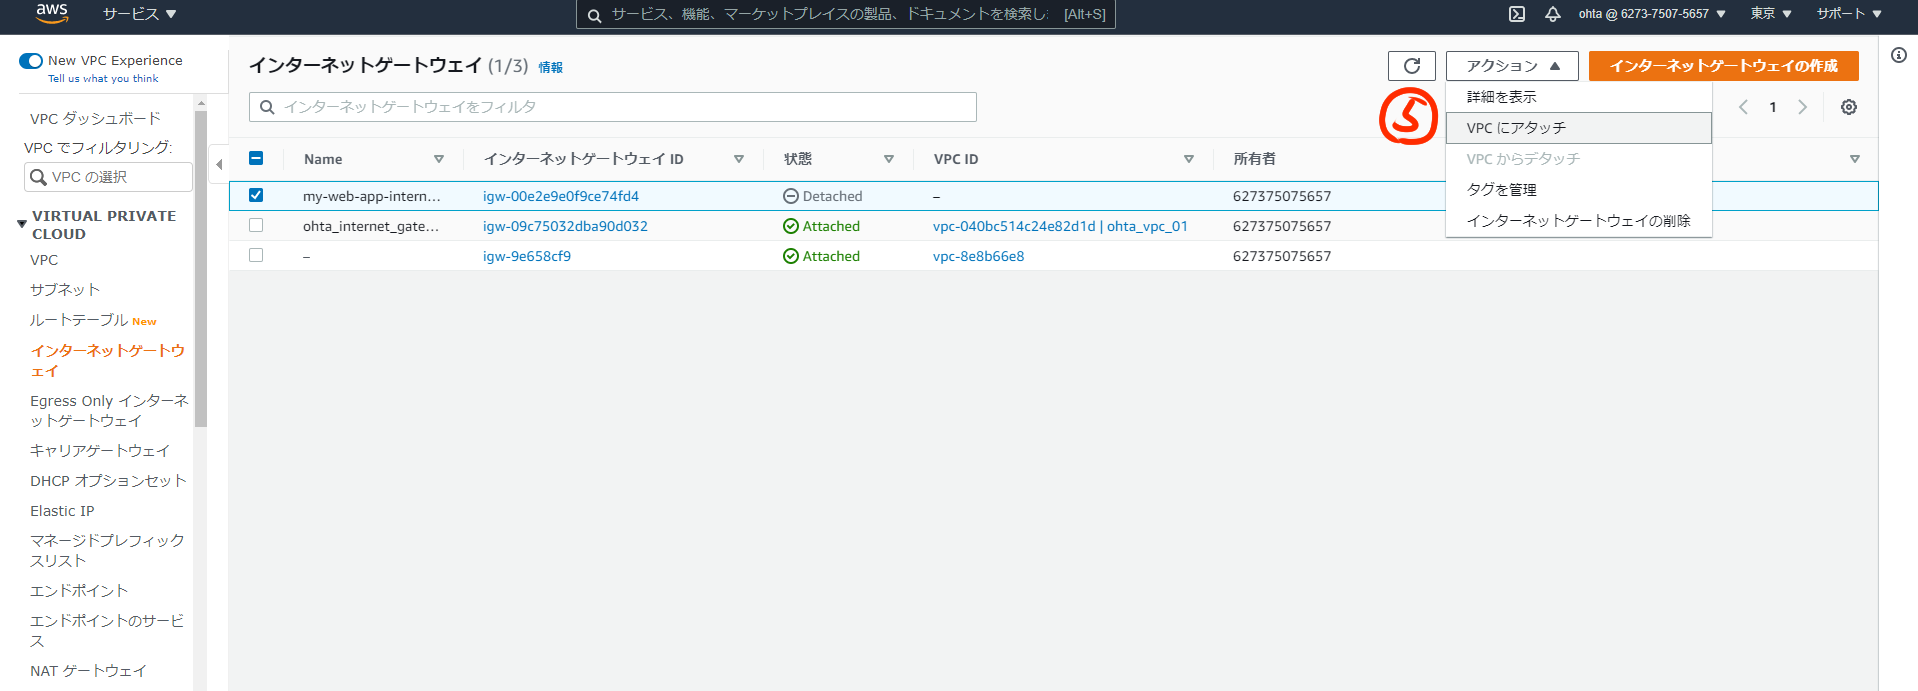 aws サービス ▼ サービス、機能、マーケットプレイスの製品、ドキュメントを検索し [Alt+S] ohta @ 6273-7507-5657 ▼ 東京 ▼ サポート ▼
New VPC Experience
Tell us what you think
VPC ダッシュボード
VPC でフィルタリング:
VPC の選択
VIRTUAL PRIVATE
CLOUD
VPC
サブネット
ルートテーブル New
インターネットゲートウ
ェイ
Egress Only インターネ
ットゲートウェイ
キャリアゲートウェイ
DHCP オプションセット
Elastic IP
マネージドプレフィック
スリスト
エンドポイント
エンドポイントのサービ
ス
NAT ゲートウェイ
インターネットゲートウェイ (1/3) 情報
アクション ▲ インターネットゲートウェイの作成
インターネットゲートウェイをフィルタ
1
5
詳細を表示
VPC にアタッチ
VPC からデタッチ
タグを管理
インターネットゲートウェイの削除
Name インターネットゲートウェイ ID 状態 VPC ID 所有者
my-web-app-intern... igw-00e2e9e0f9ce74fd4 Detached – 627375075657
ohta_internet_gate... igw-09c75032dba90d032 Attached vpc-040bc514c24e82d1d | ohta_vpc_01 627375075657
– igw-9e658cf9 Attached vpc-8e8b66e8 627375075657